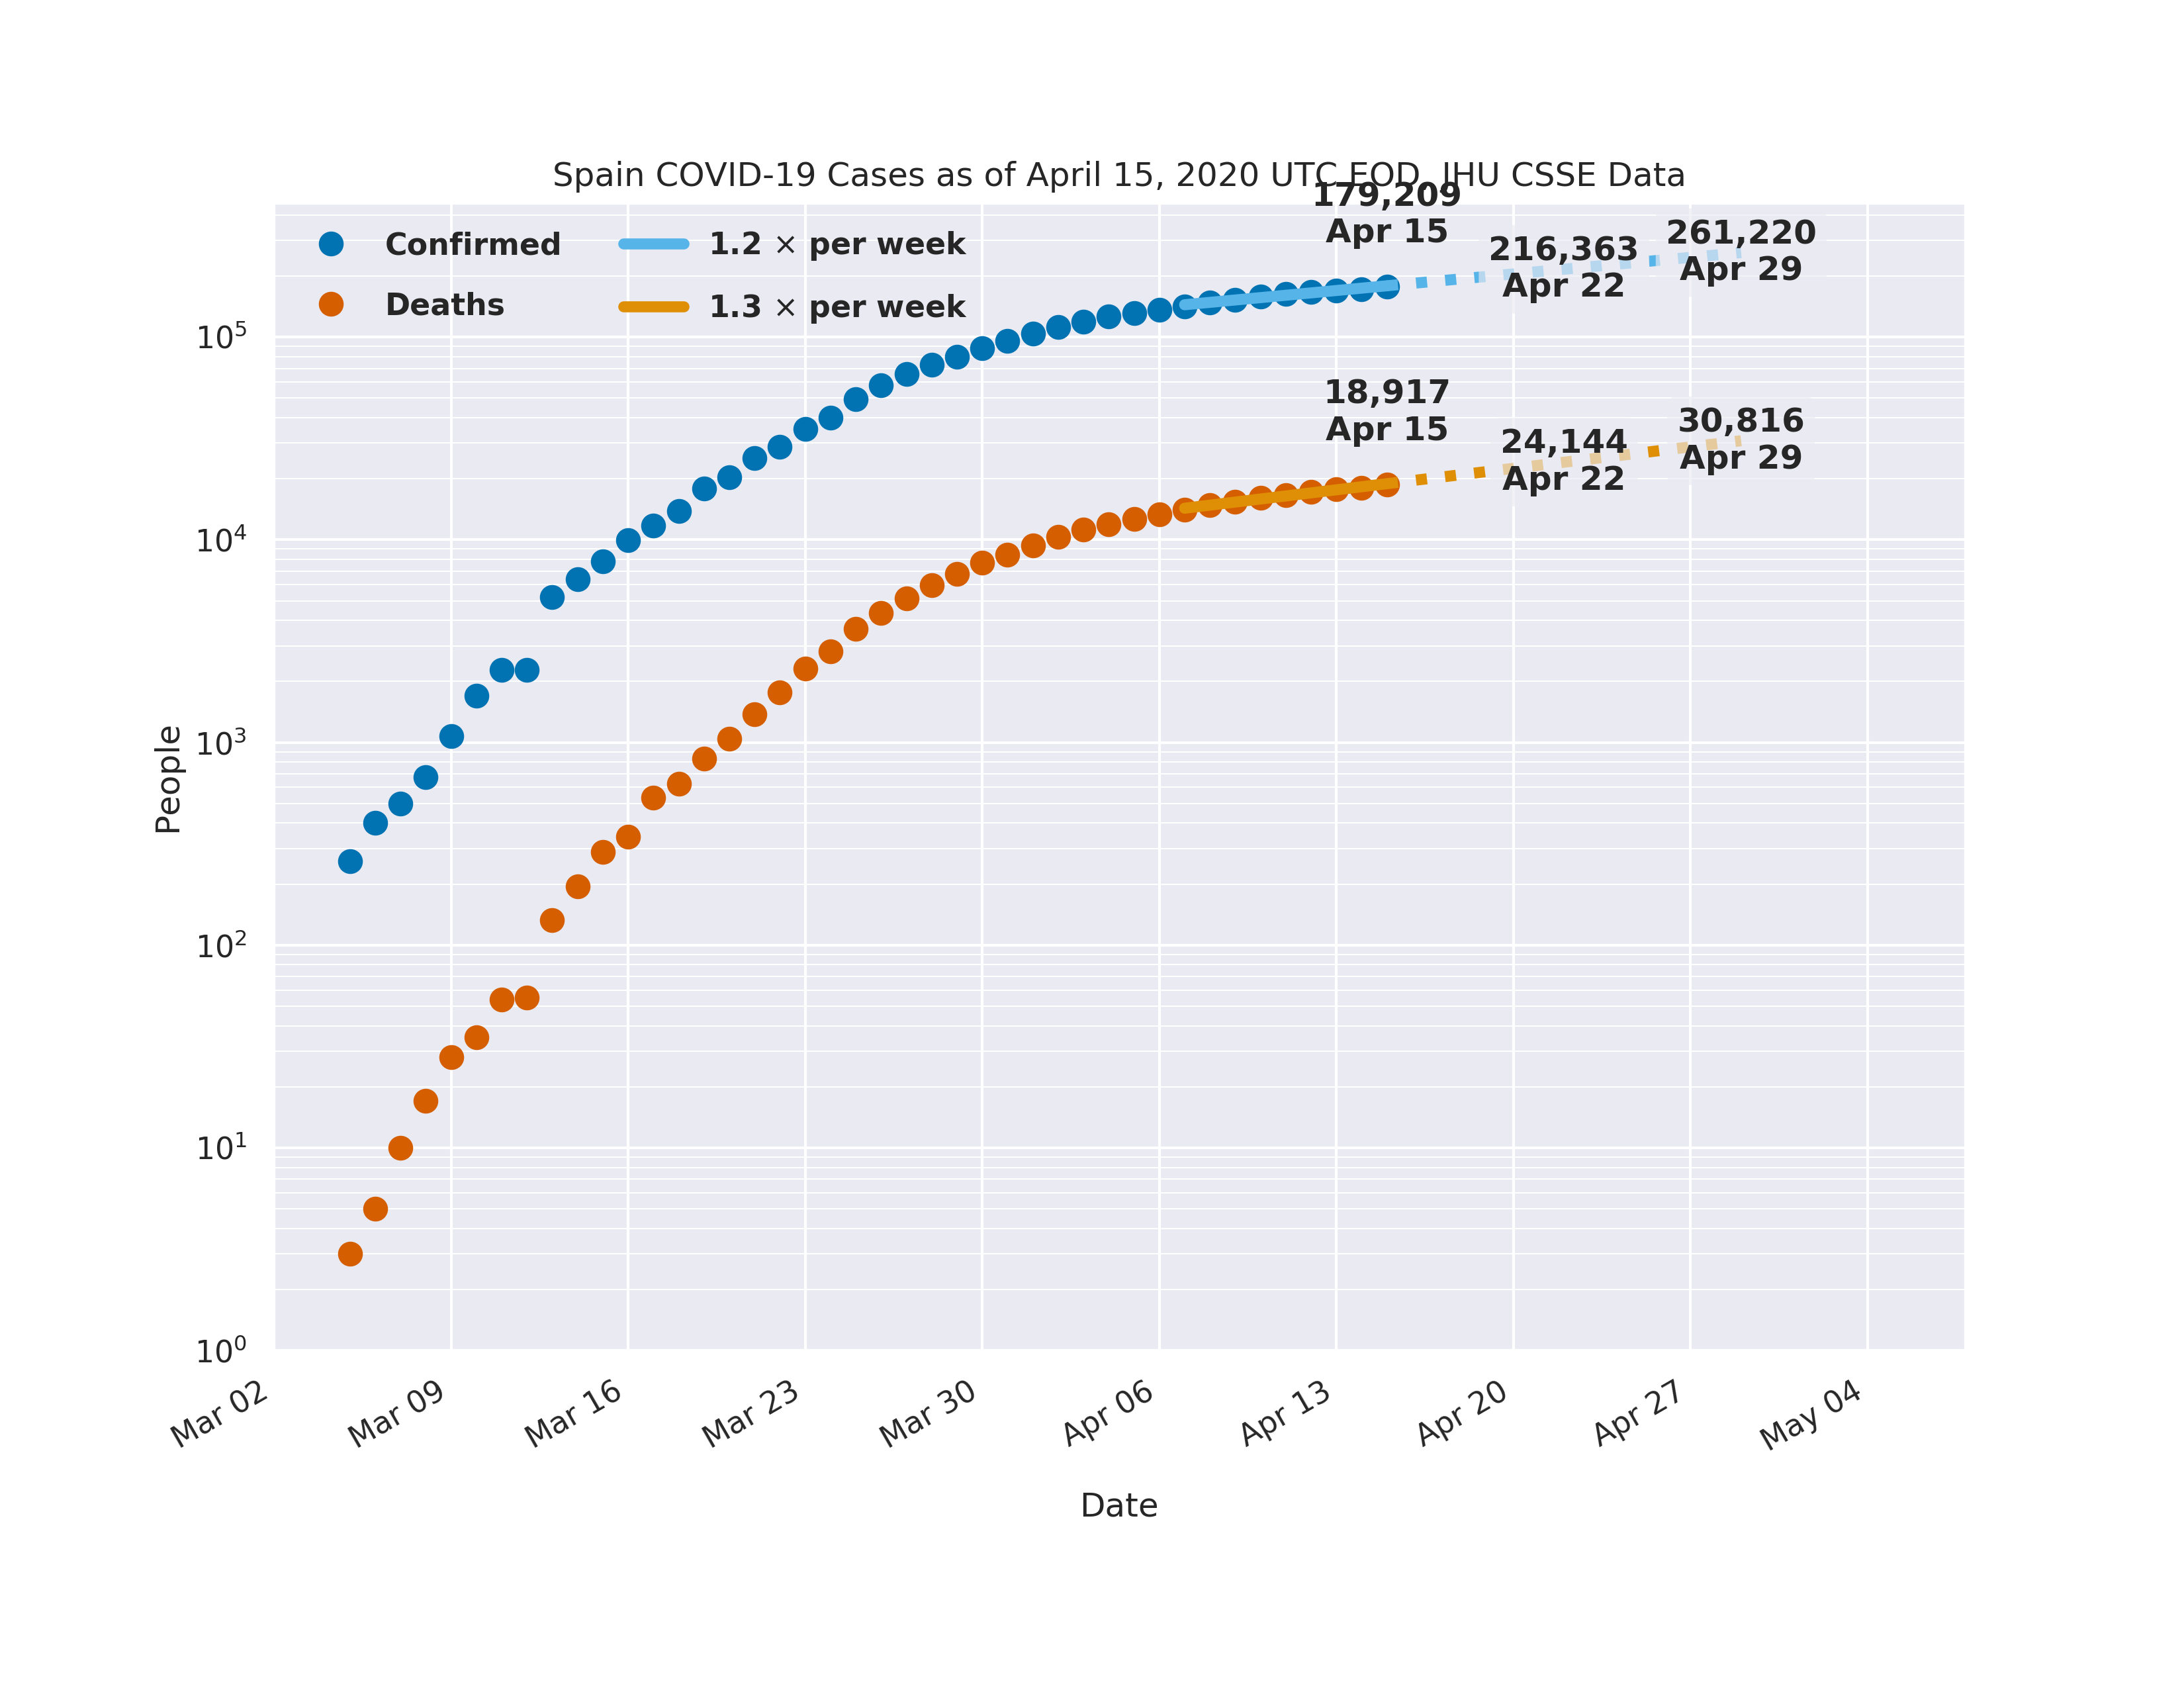 Spain COVID-19 Cases as of April 15, 2020 UTC EOD, JHU CSSE Data
Confirmed
Deaths
1.2 × per week
1.3 × per week
179,209
Apr 15
216,363
Apr 22
261,220
Apr 29
18,917
Apr 15
24,144
Apr 22
30,816
Apr 29
People
10⁵
10⁴
10³
10²
10¹
10⁰
Mar 02
Mar 09
Mar 16
Mar 23
Mar 30
Apr 06
Apr 13
Apr 20
Apr 27
May 04
Date